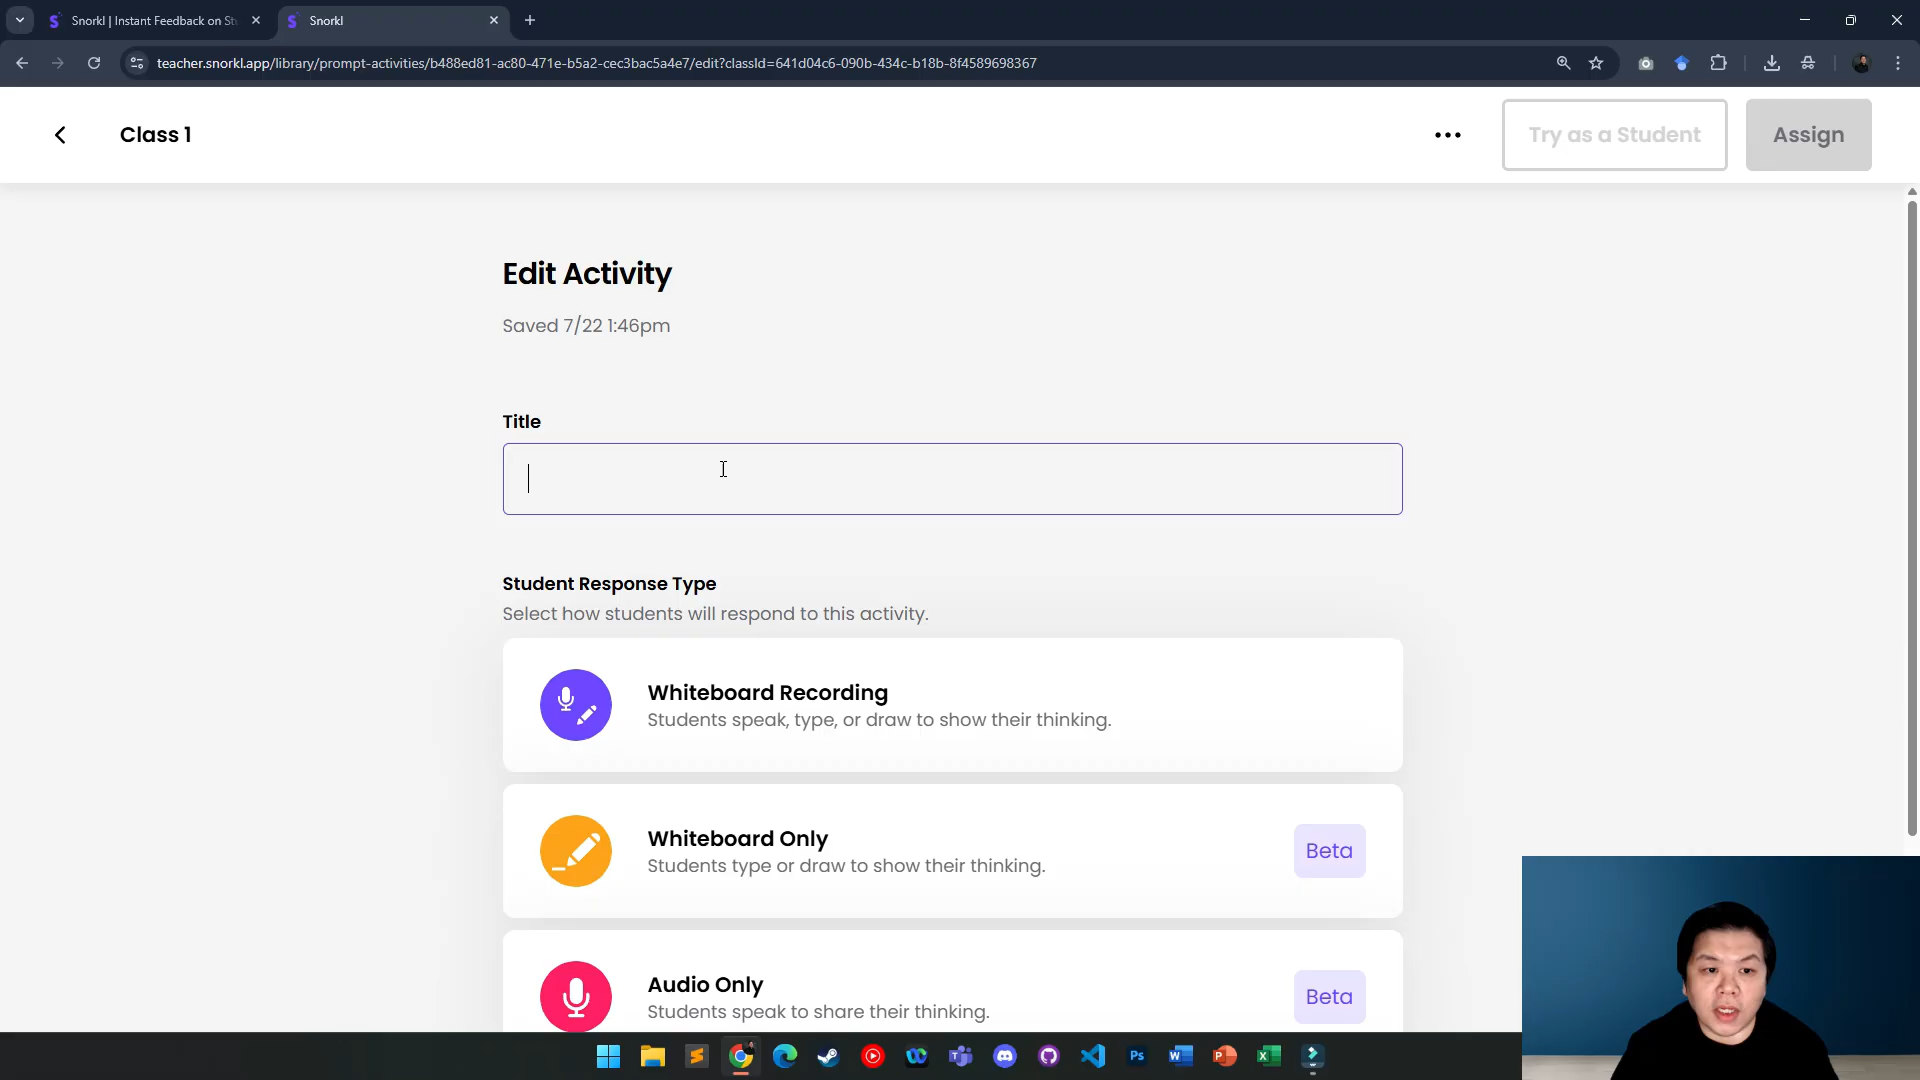 Snorkl | Instant Feedback on St
Snorkl
teacher.snorkl.app/library/prompt-activities/b488ed81-ac80-471e-b5a2-cec3bac5a4e7/edit?classId=641d04c6-090b-434c-b18b-8f4589698367
Class 1
Try as a Student
Assign
Edit Activity
Saved 7/22 1:46pm
Title
Student Response Type
Select how students will respond to this activity.
Whiteboard Recording
Students speak, type, or draw to show their thinking.
Whiteboard Only
Students type or draw to show their thinking.
Beta
Audio Only
Students speak to share their thinking.
Beta